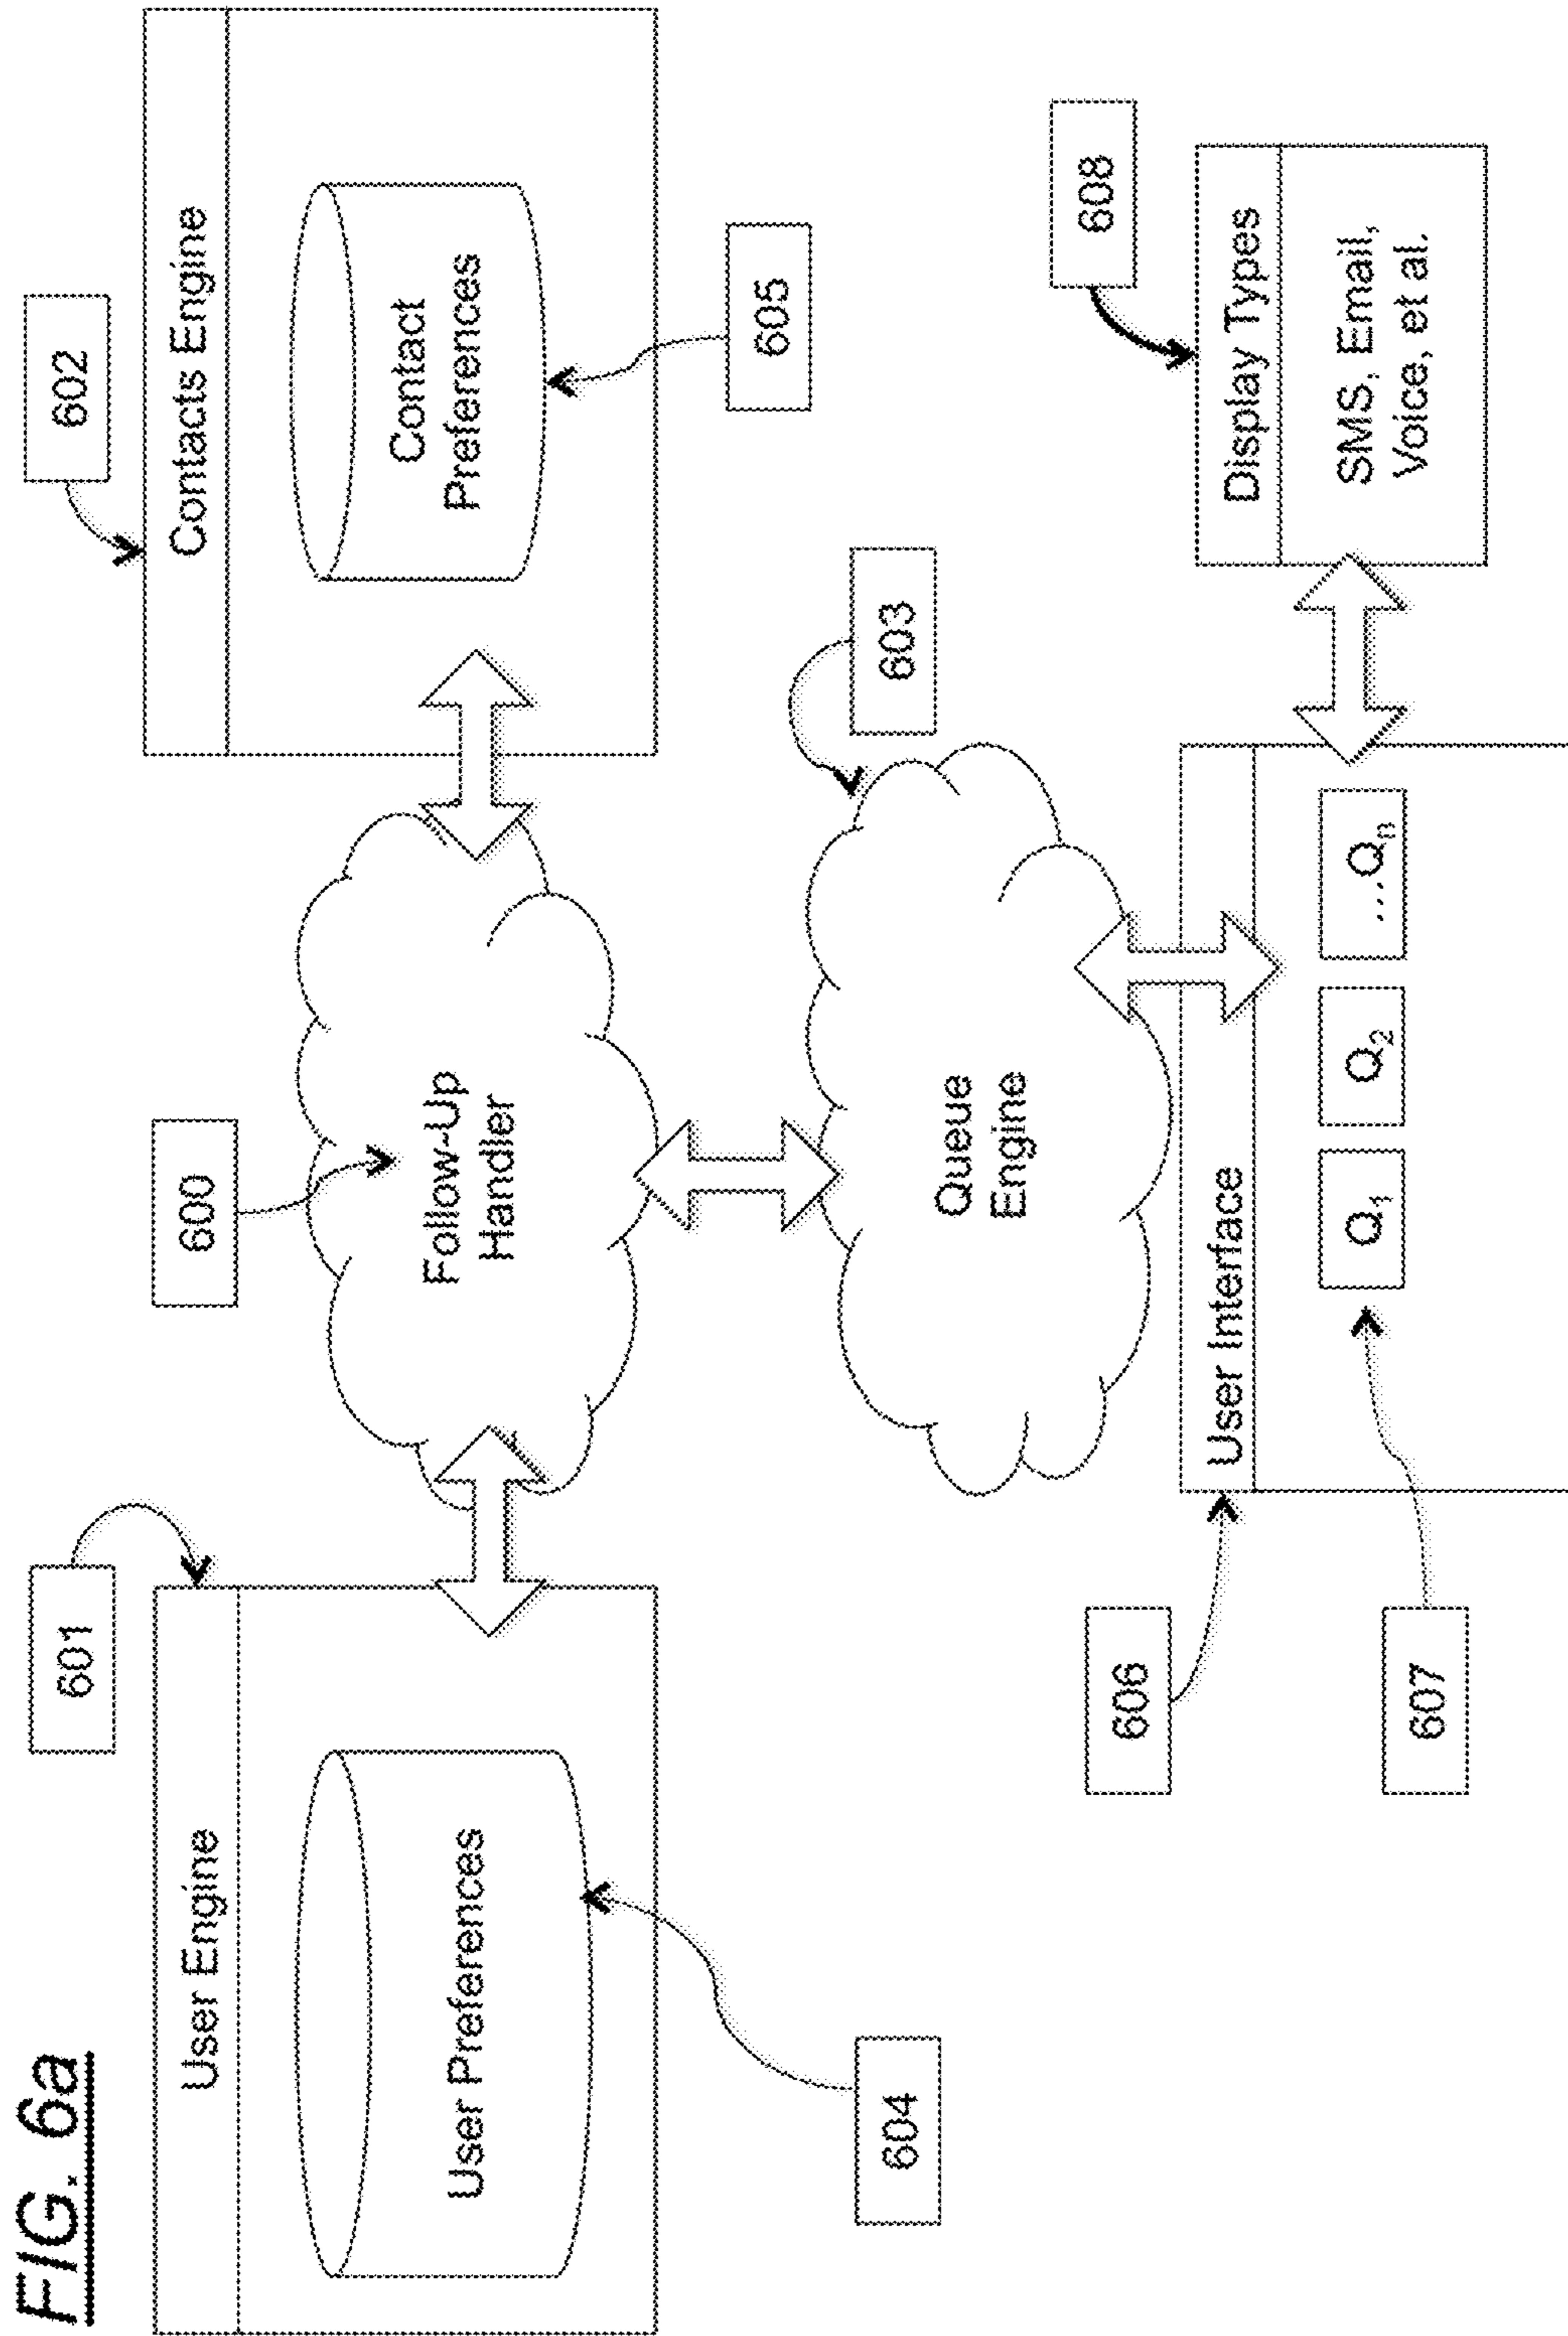 FIG. 6a
601
User Engine
User Preferences
604
600
Follow-Up
Handler
602
Contacts Engine
Contact
Preferences
605
603
Queue
Engine
606
User Interface
607
Q1
Q2
...Qn
608
Display Types
SMS, Email,
Voice, et al.